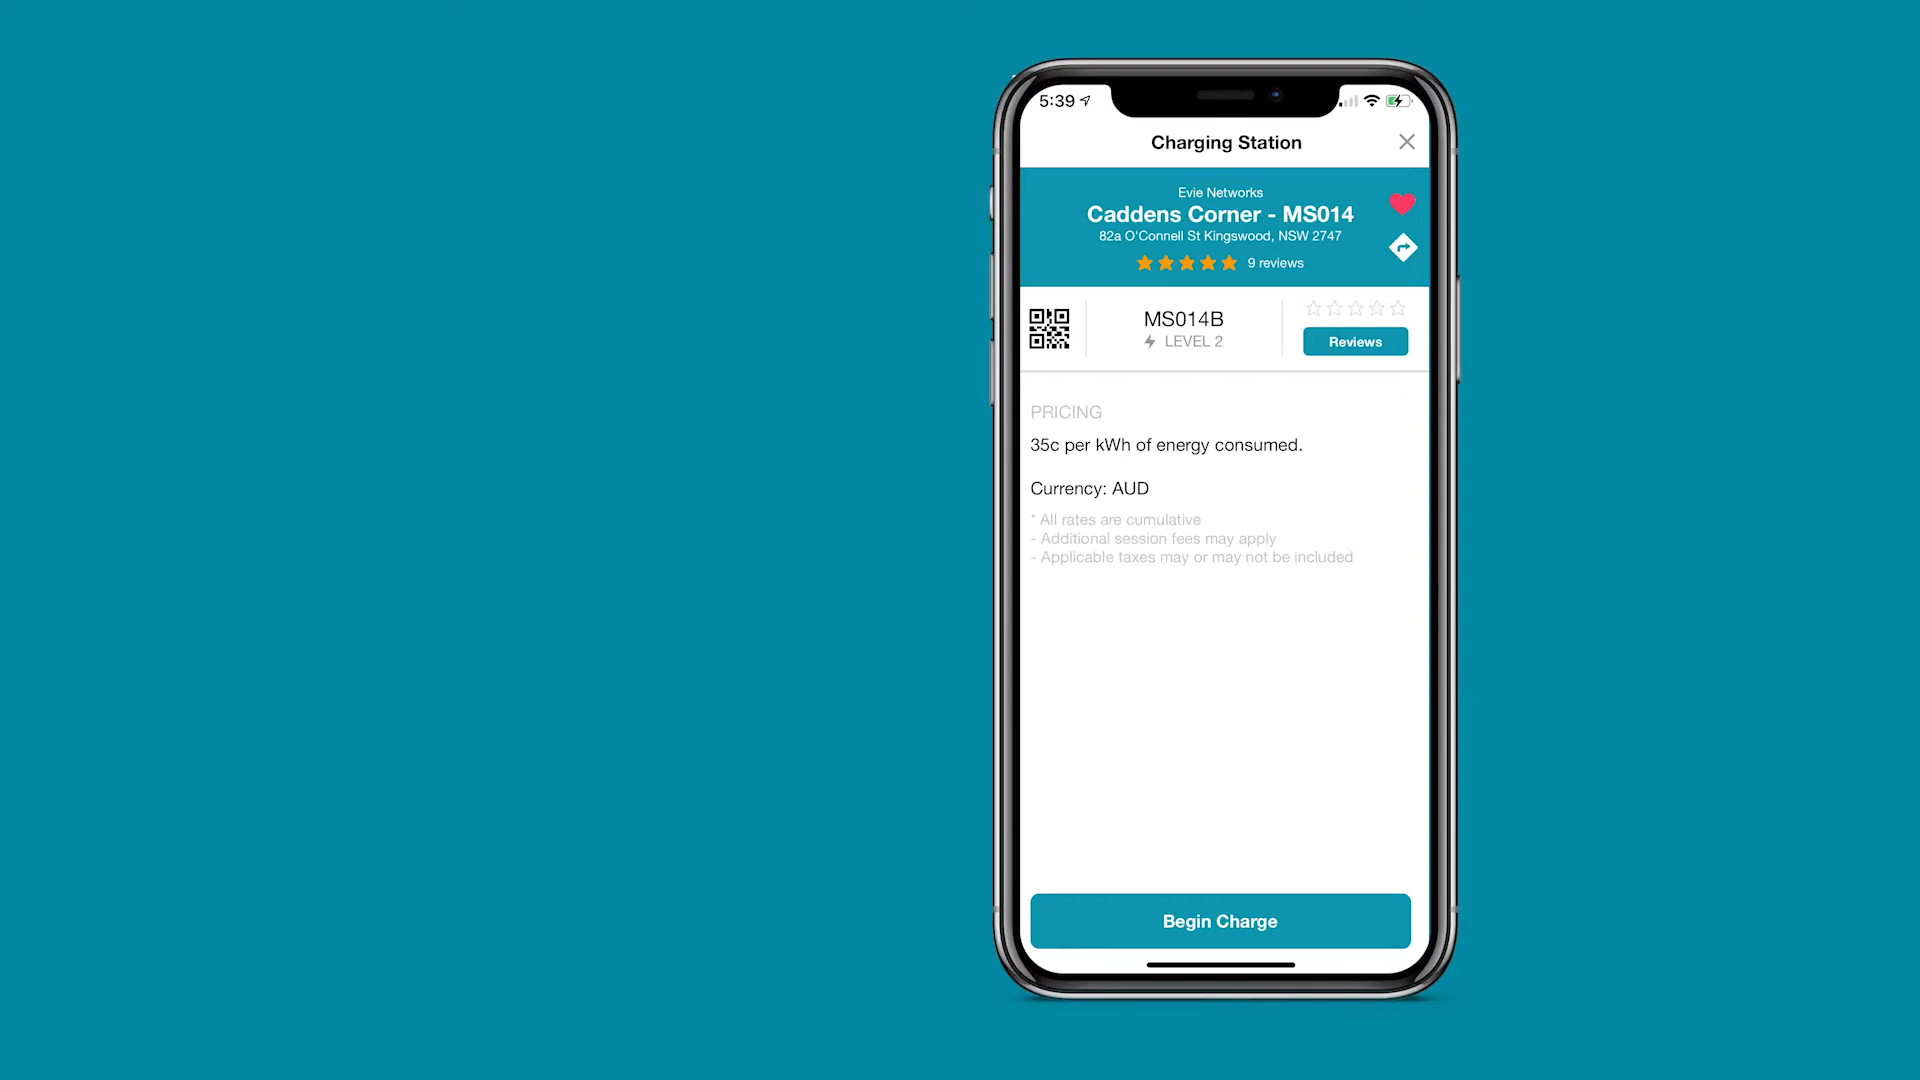 5:39
Charging Station
Evie Networks
Caddens Corner - MS014
82a O'Connell St Kingswood, NSW 2747
9 reviews
MS014B
LEVEL 2
Reviews
PRICING
35c per kWh of energy consumed.
Currency: AUD
* All rates are cumulative
- Additional session fees may apply
- Applicable taxes may or may not be included
Begin Charge